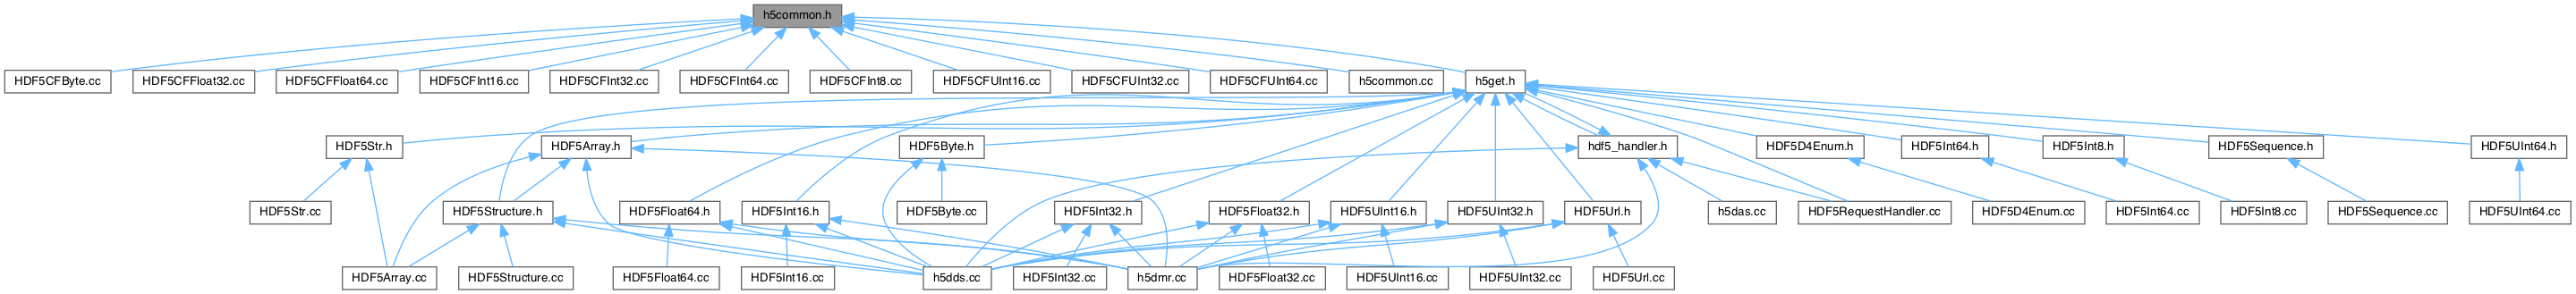 h5common.h
HDF5CFByte.cc
HDF5CFFloat32.cc
HDF5CFFloat64.cc
HDF5CFInt16.cc
HDF5CFInt32.cc
HDF5CFInt64.cc
HDF5CFInt8.cc
HDF5CFUInt16.cc
HDF5CFUInt32.cc
HDF5CFUInt64.cc
h5common.cc
h5get.h
HDF5Str.h
HDF5Array.h
HDF5Byte.h
hdf5_handler.h
HDF5D4Enum.h
HDF5Int64.h
HDF5Int8.h
HDF5Sequence.h
HDF5UInt64.h
HDF5Str.cc
HDF5Structure.h
HDF5Float64.h
HDF5Int16.h
HDF5Byte.cc
HDF5Int32.h
HDF5Float32.h
HDF5UInt16.h
HDF5UInt32.h
HDF5Url.h
h5das.cc
HDF5RequestHandler.cc
HDF5D4Enum.cc
HDF5Int64.cc
HDF5Int8.cc
HDF5Sequence.cc
HDF5UInt64.cc
HDF5Array.cc
HDF5Structure.cc
HDF5Float64.cc
HDF5Int16.cc
h5dds.cc
HDF5Int32.cc
h5dmr.cc
HDF5Float32.cc
HDF5UInt16.cc
HDF5UInt32.cc
HDF5Url.cc